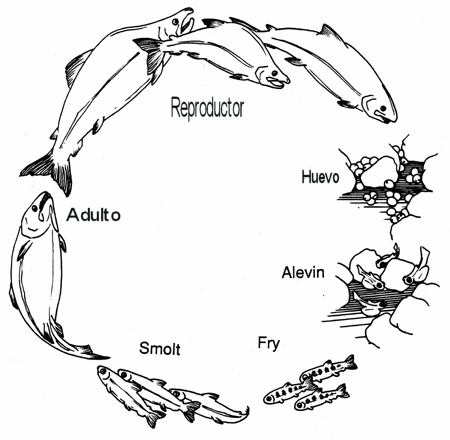 Reproductor
Huevo
Adulto
Alevin
Smolt
Fry